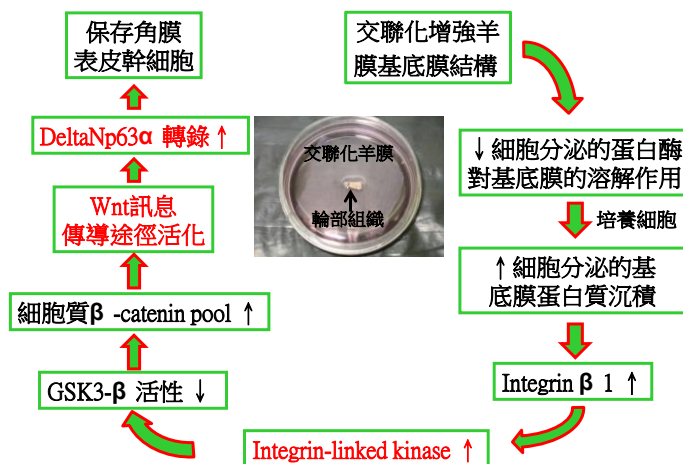 交聯化增強羊
膜基底膜結構
↓細胞分泌的蛋白酶
對基底膜的溶解作用
培養細胞
↑細胞分泌的基
底膜蛋白質沉積
Integrin β 1 ↑
Integrin-linked kinase ↑
GSK3-β 活性 ↓
細胞質β -catenin pool ↑
Wnt訊息
傳導途徑活化
DeltaNp63α 轉錄 ↑
保存角膜
表皮幹細胞
交聯化羊膜
輪部組織